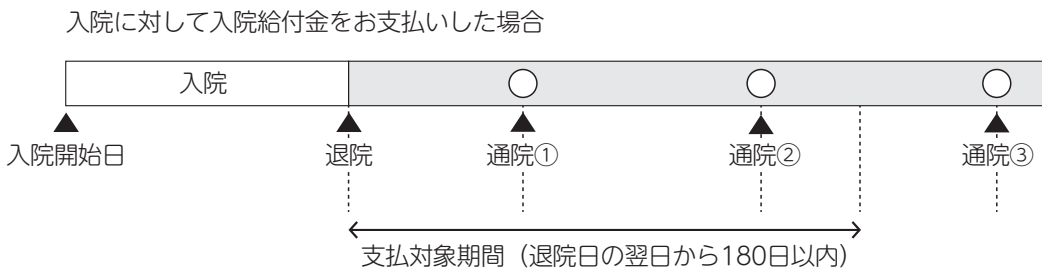 入院に対して入院給付金をお支払いした場合
入院
入院開始日
退院
通院①
通院②
通院③
支払対象期間（退院日の翌日から180日以内）